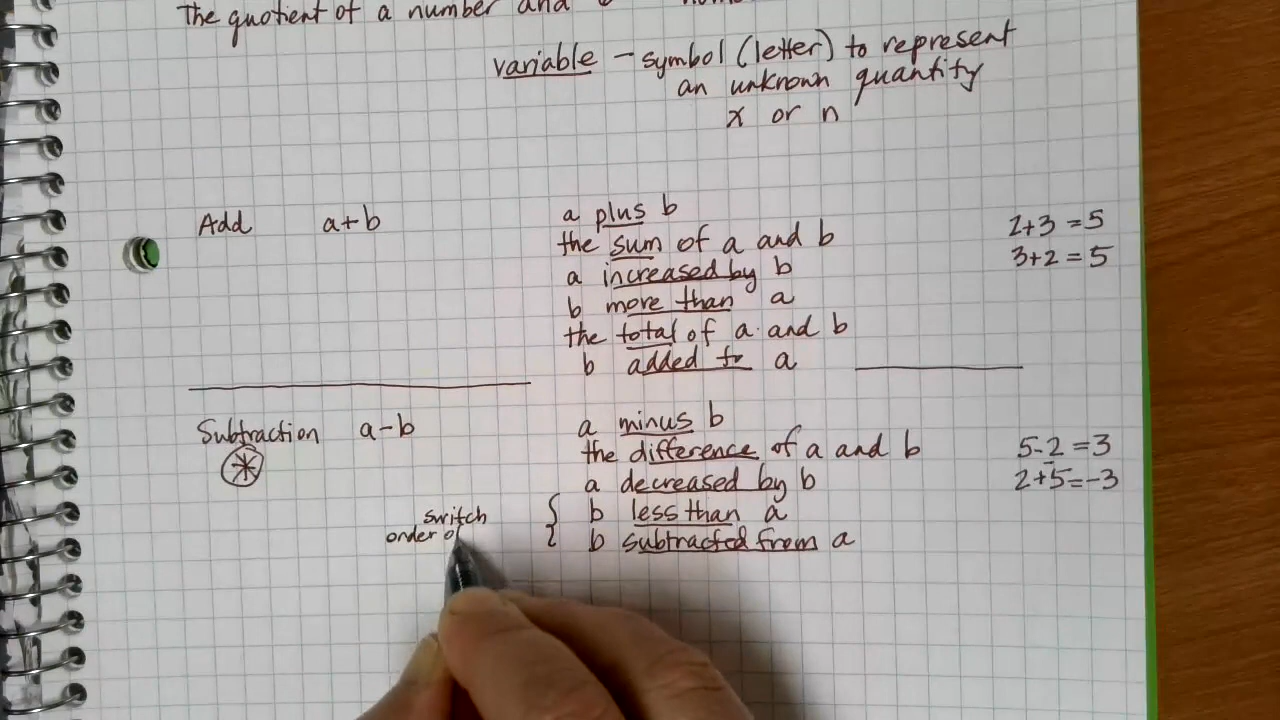 The quotient of a number and
variable - symbol (letter) to represent
an unknown quantity
x or n
Add a+b
a plus b
the sum of a and b
a increased by b
b more than a
the total of a and b
b added to a
2+3=5
3+2=5
Subtraction a-b
a minus b
the difference of a and b
a decreased by b
b less than a
b subtracted from a
5-2=3
2+5=-3
switch
order of